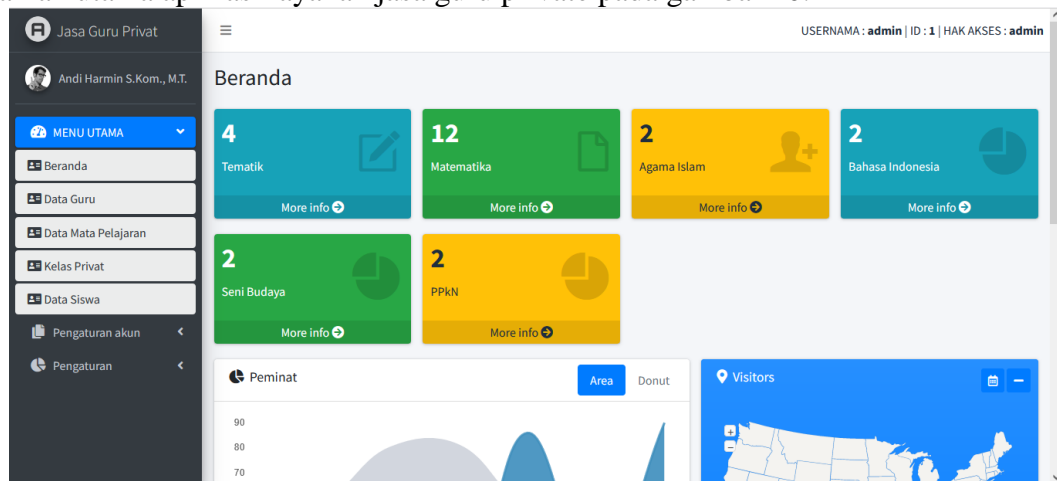 Jasa Guru Privat
USERNAMA : admin | ID : 1 | HAK AKSES : admin
Andi Harmin S.Kom., M.T.
Beranda
MENU UTAMA
Beranda
Data Guru
Data Mata Pelajaran
Kelas Privat
Data Siswa
Pengaturan akun
Pengaturan
4
Tematik
More info
12
Matematika
More info
2
Agama Islam
More info
2
Bahasa Indonesia
More info
2
Seni Budaya
More info
2
PPkN
More info
Peminat
Area
Donut
90
80
70
Visitors
+
−